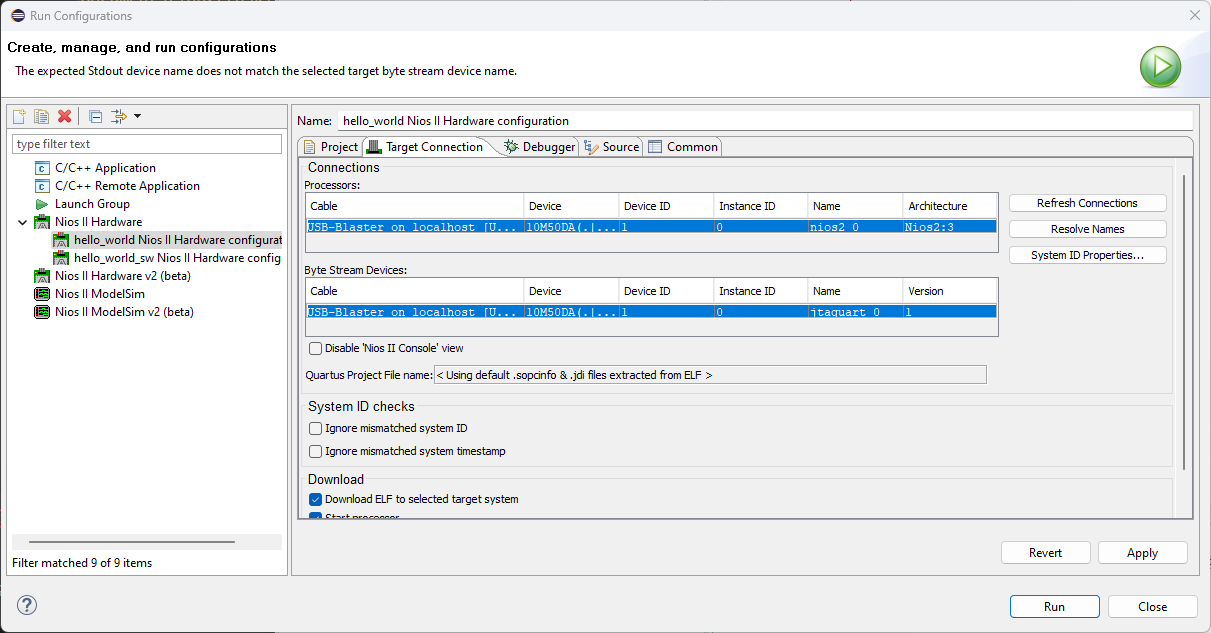 Run Configurations
Create, manage, and run configurations
The expected Stdout device name does not match the selected target byte stream device name.
type filter text
C/C++ Application
C/C++ Remote Application
Launch Group
Nios II Hardware
hello_world Nios II Hardware configurat
hello_world_sw Nios II Hardware config
Nios II Hardware v2 (beta)
Nios II ModelSim
Nios II ModelSim v2 (beta)
Filter matched 9 of 9 items
Name: hello_world Nios II Hardware configuration
Project Target Connection Debugger Source Common
Connections
Processors:
Cable Device Device ID Instance ID Name Architecture
USB-Blaster on localhost [U... 10M50DA(.|... 1 0 nios2_0 Nios2:3
Refresh Connections
Resolve Names
System ID Properties...
Byte Stream Devices:
Cable Device Device ID Instance ID Name Version
USB-Blaster on localhost [U... 10M50DA(.|... 1 0 jtaguart_0 1
Disable 'Nios II Console' view
Quartus Project File name: < Using default .sopcinfo & .jdi files extracted from ELF >
System ID checks
Ignore mismatched system ID
Ignore mismatched system timestamp
Download
Download ELF to selected target system
Start processor
Revert Apply
? Run Close